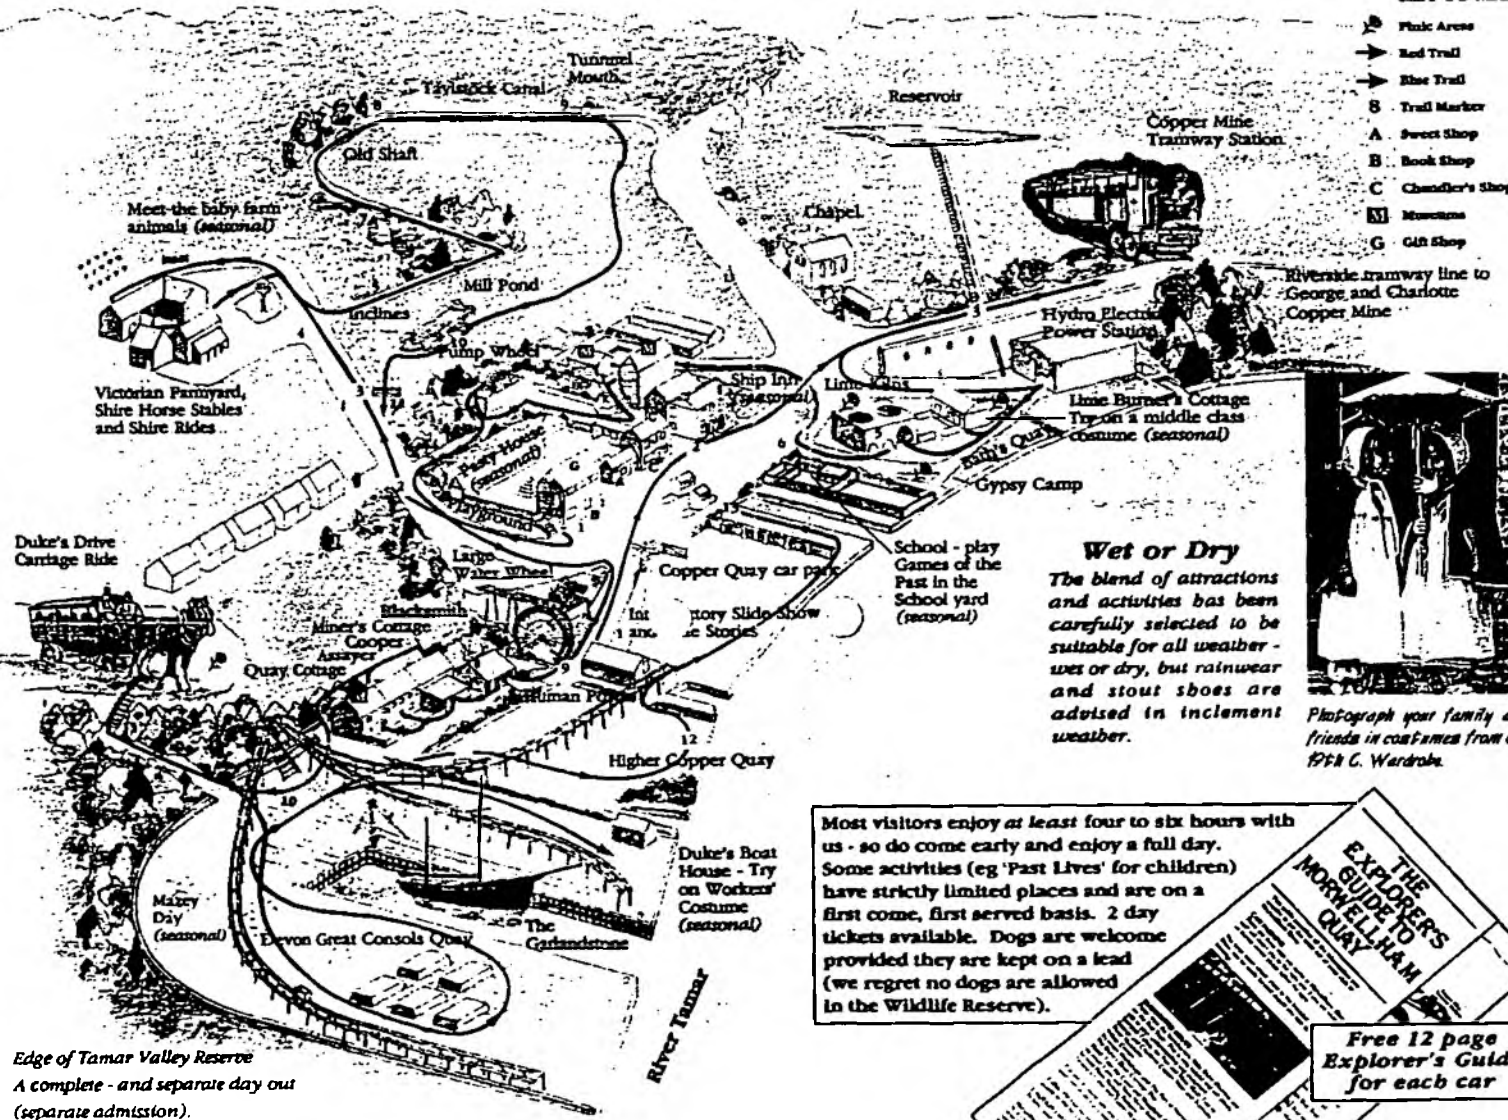 Picnic Areas
Red Trail
Blue Trail
8 Trail Marker
A Sweet Shop
B Book Shop
C Chandler's Shop
M Museums
G Gift Shop
Tunnel
Mouth
Tavistock Canal
Reservoir
Copper Mine
Tramway Station
Old Shaft
Meet the baby farm
animals (seasonal)
Chapel
Mill Pond
Inclines
Riverside tramway line to
George and Charlotte
Copper Mine
Hydro Electric
Power Station
Pump Wheel
Ship Inn
(seasonal)
Lime Kilns
Victorian Farmyard,
Shire Horse Stables
and Shire Rides
Lime Burner's Cottage
Try on a middle class
costume (seasonal)
Pasty House
(seasonal)
Playground
Quay
Gypsy Camp
Duke's Drive
Carriage Ride
Large
Water Wheel
Copper Quay car park
School - play
Games of the
Past in the
School yard
(seasonal)
Blacksmith
Miner's Cottage
Cooper
Assayer
Quay Cottage
Slide Show
Stories
Human
Higher Copper Quay
12
10
9
Wet or Dry
The blend of attractions
and activities has been
carefully selected to be
suitable for all weather -
wet or dry, but rainwear
and stout shoes are
advised in inclement
weather.
Photograph your family
friends in costumes from
19th C. Wardrobe.
Duke's Boat
House - Try
on Workers'
Costume
(seasonal)
Mazey
Day
(seasonal)
Devon Great Consols Quay
The
Garlandstone
River Tamar
Most visitors enjoy at least four to six hours with
us - so do come early and enjoy a full day.
Some activities (eg 'Past Lives' for children)
have strictly limited places and are on a
first come, first served basis. 2 day
tickets available. Dogs are welcome
provided they are kept on a lead
(we regret no dogs are allowed
in the Wildlife Reserve).
THE
EXPLORER'S
GUIDE TO
MORWELLHAM
QUAY
Free 12 page
Explorer's Guid
for each car
Edge of Tamar Valley Reserve
A complete - and separate day out
(separate admission).